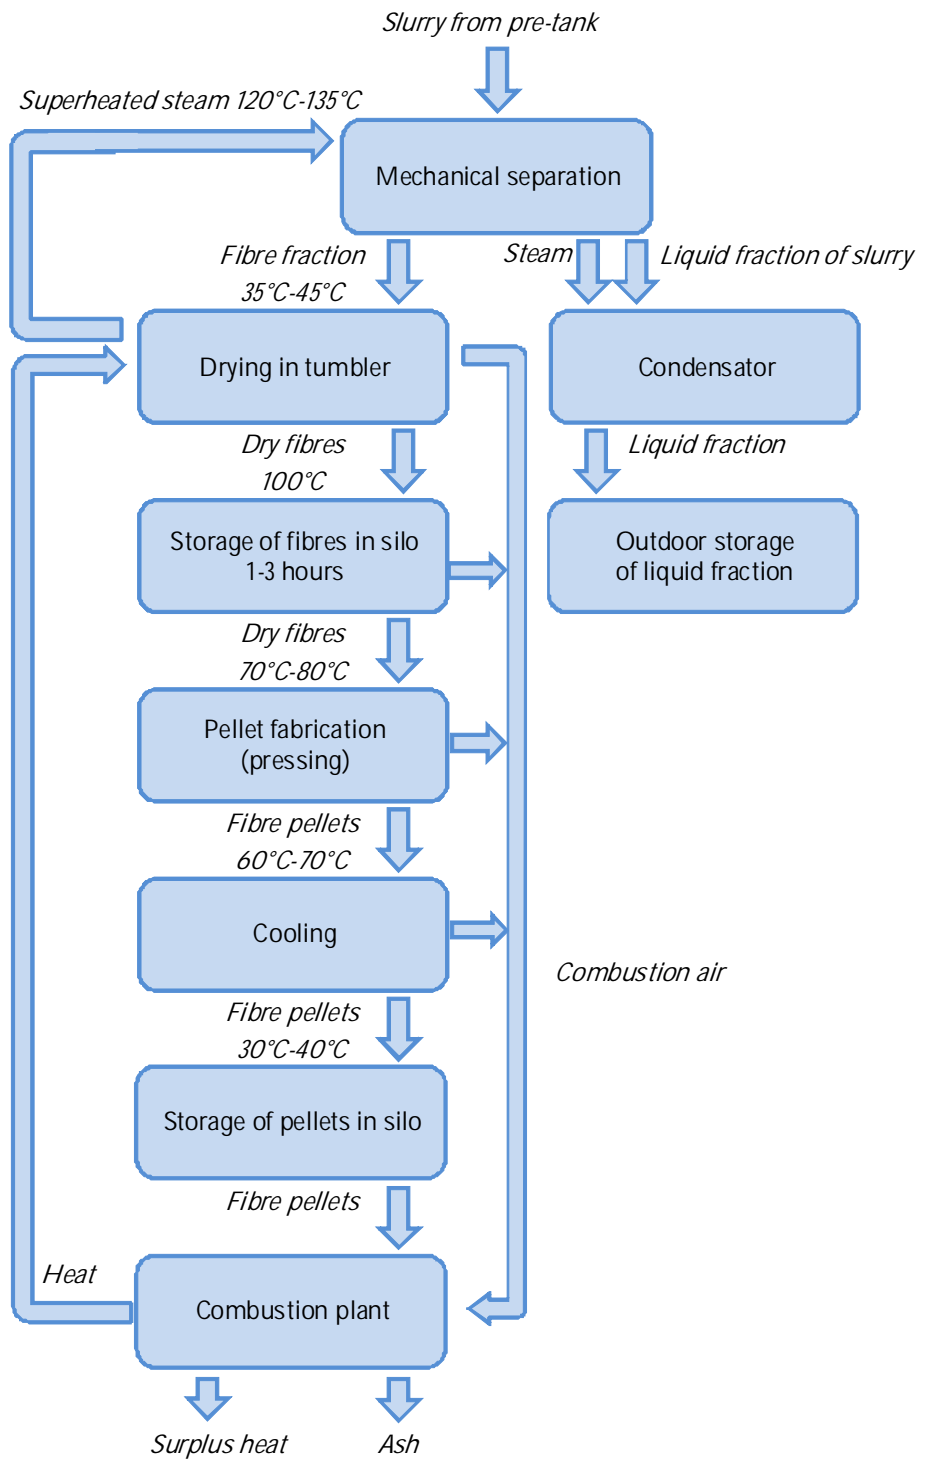 Slurry from pre-tank
Superheated steam 120°C-135°C
Mechanical separation
Fibre fraction
35°C-45°C
Steam
Liquid fraction of slurry
Drying in tumbler
Condensator
Dry fibres
100°C
Liquid fraction
Storage of fibres in silo
1-3 hours
Outdoor storage
of liquid fraction
Dry fibres
70°C-80°C
Pellet fabrication
(pressing)
Fibre pellets
60°C-70°C
Cooling
Combustion air
Fibre pellets
30°C-40°C
Storage of pellets in silo
Fibre pellets
Heat
Combustion plant
Surplus heat
Ash